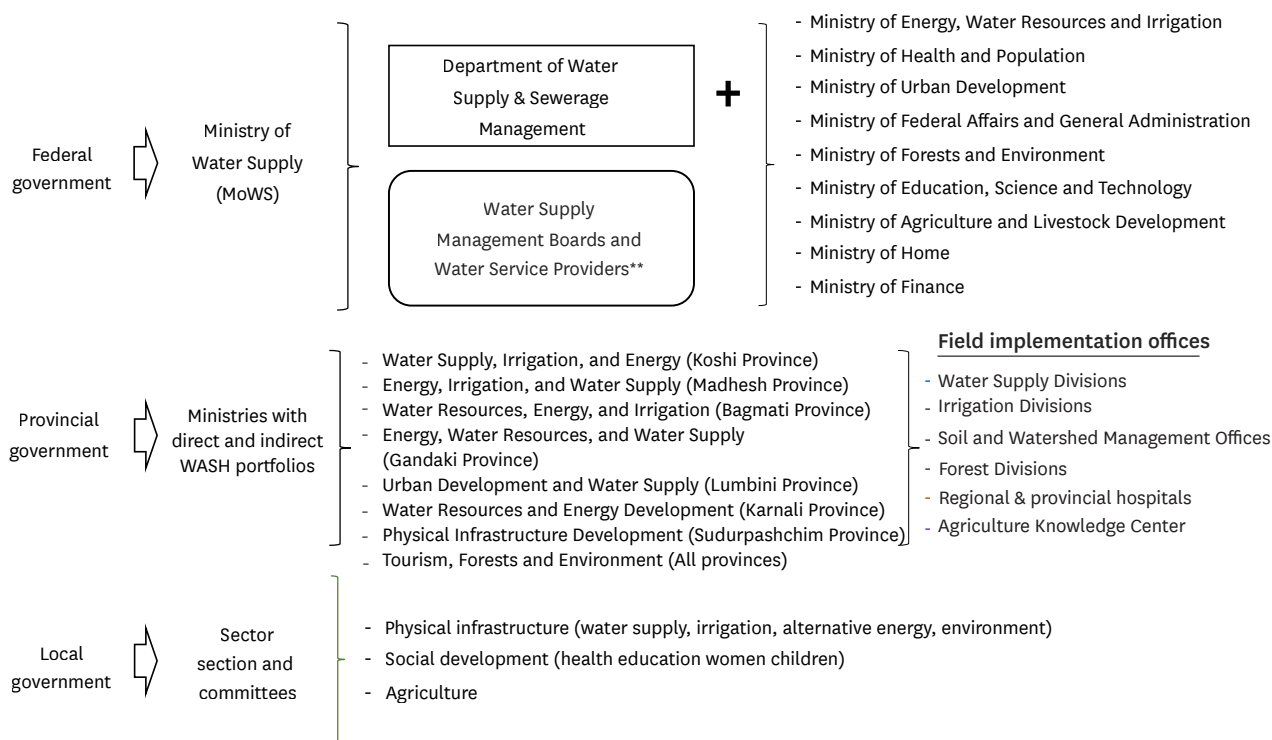 Federal
government
Ministry of
Water Supply
(MoWS)
Department of Water
Supply & Sewerage
Management
Water Supply
Management Boards and
Water Service Providers**
+
- Ministry of Energy, Water Resources and Irrigation
- Ministry of Health and Population
- Ministry of Urban Development
- Ministry of Federal Affairs and General Administration
- Ministry of Forests and Environment
- Ministry of Education, Science and Technology
- Ministry of Agriculture and Livestock Development
- Ministry of Home
- Ministry of Finance
Provincial
government
Ministries with
direct and indirect
WASH portfolios
- Water Supply, Irrigation, and Energy (Koshi Province)
- Energy, Irrigation, and Water Supply (Madhesh Province)
- Water Resources, Energy, and Irrigation (Bagmati Province)
- Energy, Water Resources, and Water Supply
(Gandaki Province)
- Urban Development and Water Supply (Lumbini Province)
- Water Resources and Energy Development (Karnali Province)
- Physical Infrastructure Development (Sudurpashchim Province)
- Tourism, Forests and Environment (All provinces)
Field implementation offices
- Water Supply Divisions
- Irrigation Divisions
- Soil and Watershed Management Offices
- Forest Divisions
- Regional & provincial hospitals
- Agriculture Knowledge Center
Local
government
Sector
section and
committees
- Physical infrastructure (water supply, irrigation, alternative energy, environment)
- Social development (health education women children)
- Agriculture